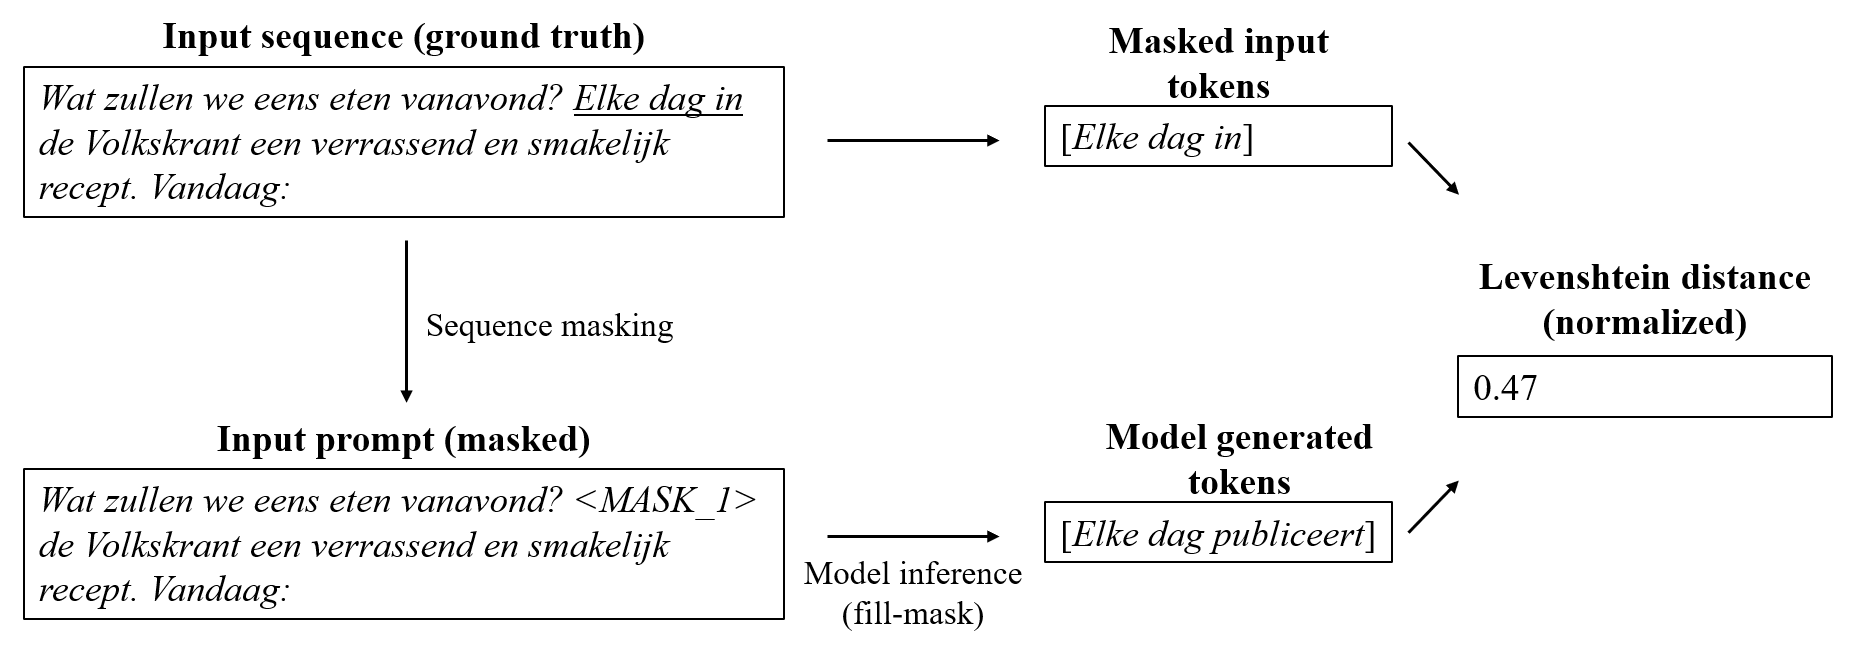 Input sequence (ground truth)
Wat zullen we eens eten vanavond? Elke dag in
de Volkskrant een verrassend en smakelijk
recept. Vandaag:
Masked input
tokens
[Elke dag in]
Sequence masking
Levenshtein distance
(normalized)
0.47
Input prompt (masked)
Wat zullen we eens eten vanavond? <MASK_1>
de Volkskrant een verrassend en smakelijk
recept. Vandaag:
Model inference
(fill-mask)
Model generated
tokens
[Elke dag publiceert]